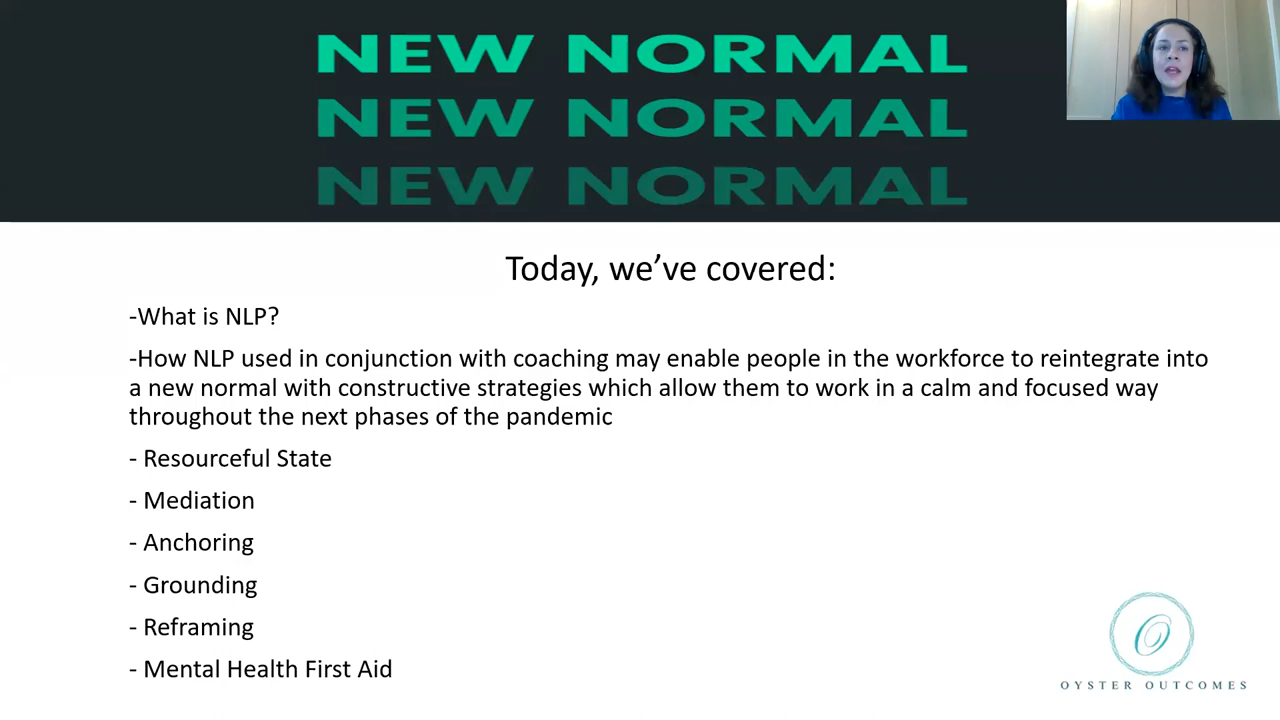 NEW NORMAL
NEW NORMAL
NEW NORMAL
Today, we’ve covered:
-What is NLP?
-How NLP used in conjunction with coaching may enable people in the workforce to reintegrate into
a new normal with constructive strategies which allow them to work in a calm and focused way
throughout the next phases of the pandemic
- Resourceful State
- Mediation
- Anchoring
- Grounding
- Reframing
- Mental Health First Aid
O
OYSTER OUTCOMES